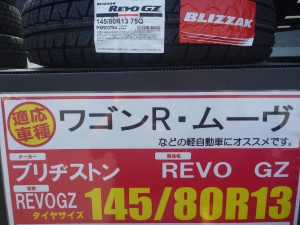 BLIZZAK
REVO GZ
145/80R13 75Q
BLIZZAK
適応車種
ワゴンR・ムーヴ
などの軽自動車にオススメです。
メーカー
ブリヂストン
商品名
REVO GZ
REVOGZ
タイヤサイズ
145/80R13